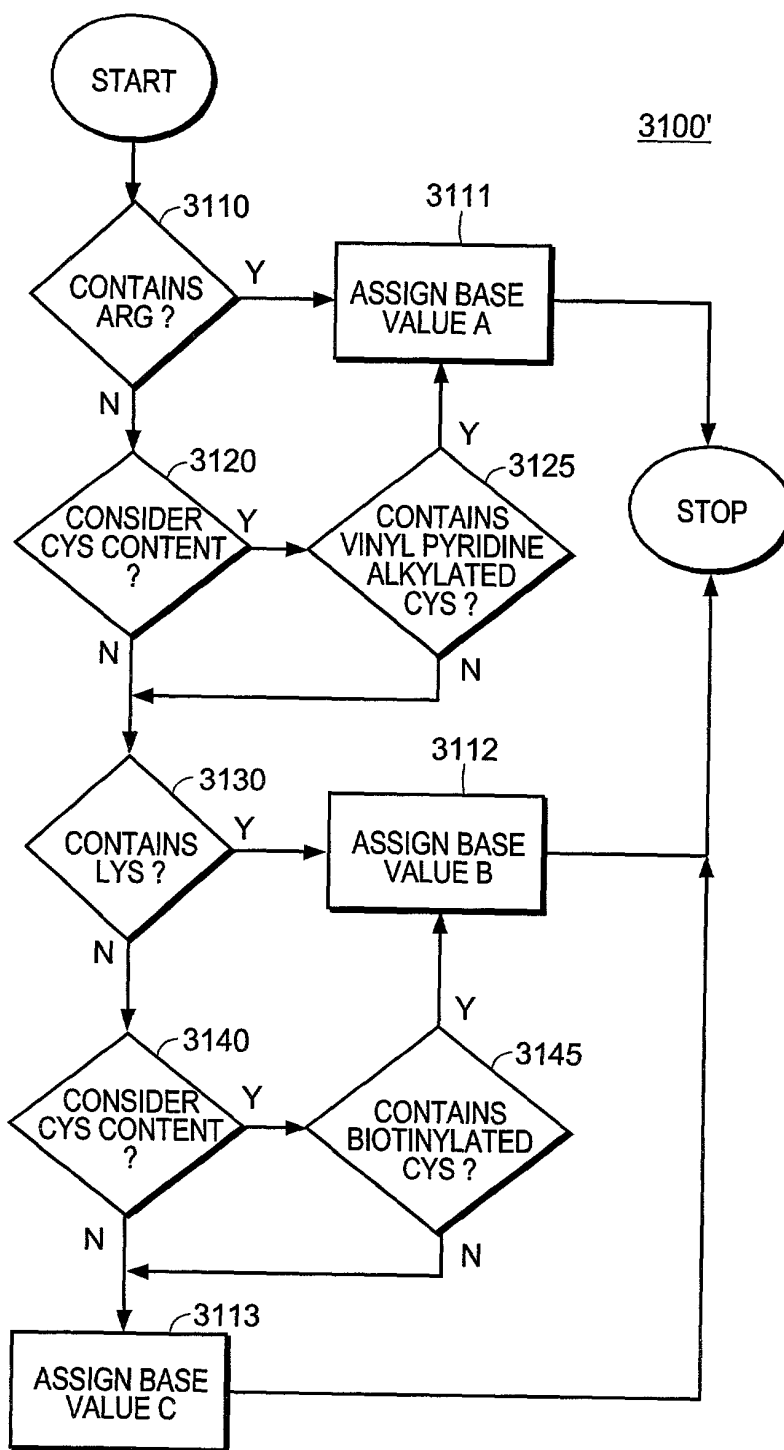 START
3100'
3110
CONTAINS
ARG ?
Y
N
3111
ASSIGN BASE
VALUE A
3120
CONSIDER
CYS CONTENT
?
Y
N
3125
CONTAINS
VINYL PYRIDINE
ALKYLATED
CYS ?
Y
N
STOP
3130
CONTAINS
LYS ?
Y
N
3112
ASSIGN BASE
VALUE B
3140
CONSIDER
CYS CONTENT
?
Y
N
3145
CONTAINS
BIOTINYLATED
CYS ?
Y
N
3113
ASSIGN BASE
VALUE C